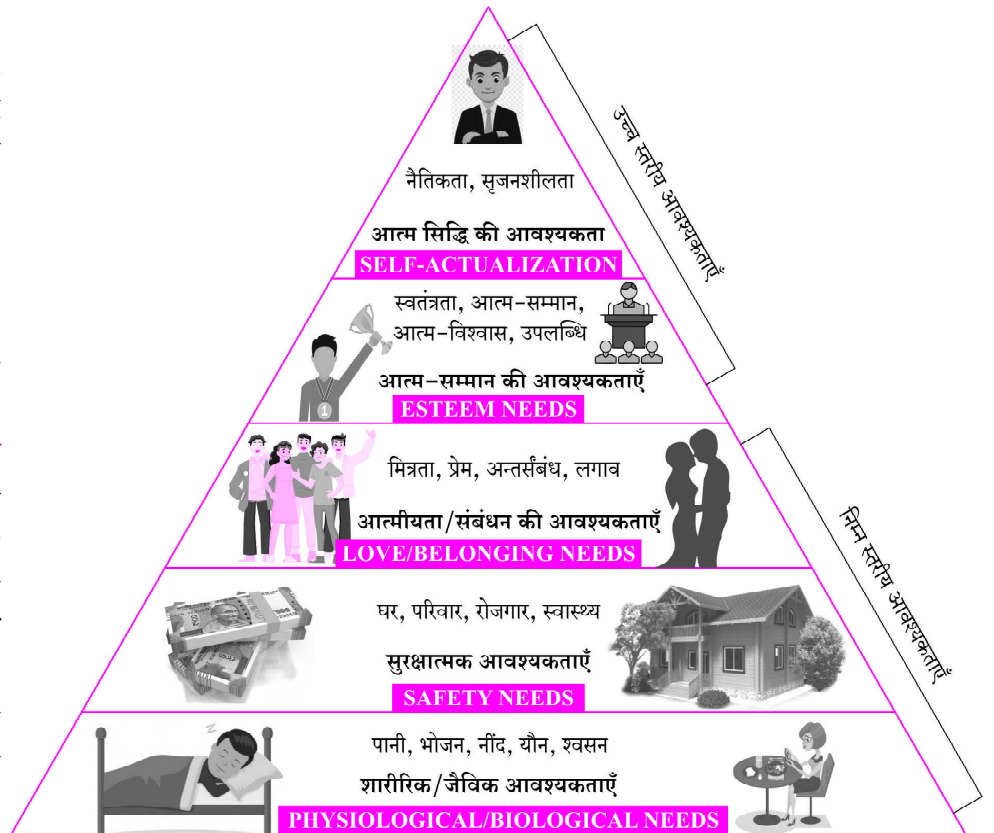 नैतिकता, सृजनशीलता
आत्म सिद्धि की आवश्यकता
SELF-ACTUALIZATION
उच्च स्तरीय आवश्यकताएँ
स्वतंत्रता, आत्म-सम्मान,
आत्म-विश्वास, उपलब्धि
1
आत्म-सम्मान की आवश्यकताएँ
ESTEEM NEEDS
मित्रता, प्रेम, अन्तर्संबंध, लगाव
आत्मीयता/संबंधन की आवश्यकताएँ
LOVE/BELONGING NEEDS
निम्न स्तरीय आवश्यकताएँ
घर, परिवार, रोजगार, स्वास्थ्य
सुरक्षात्मक आवश्यकताएँ
SAFETY NEEDS
पानी, भोजन, नींद, यौन, श्वसन
शारीरिक/जैविक आवश्यकताएँ
PHYSIOLOGICAL/BIOLOGICAL NEEDS